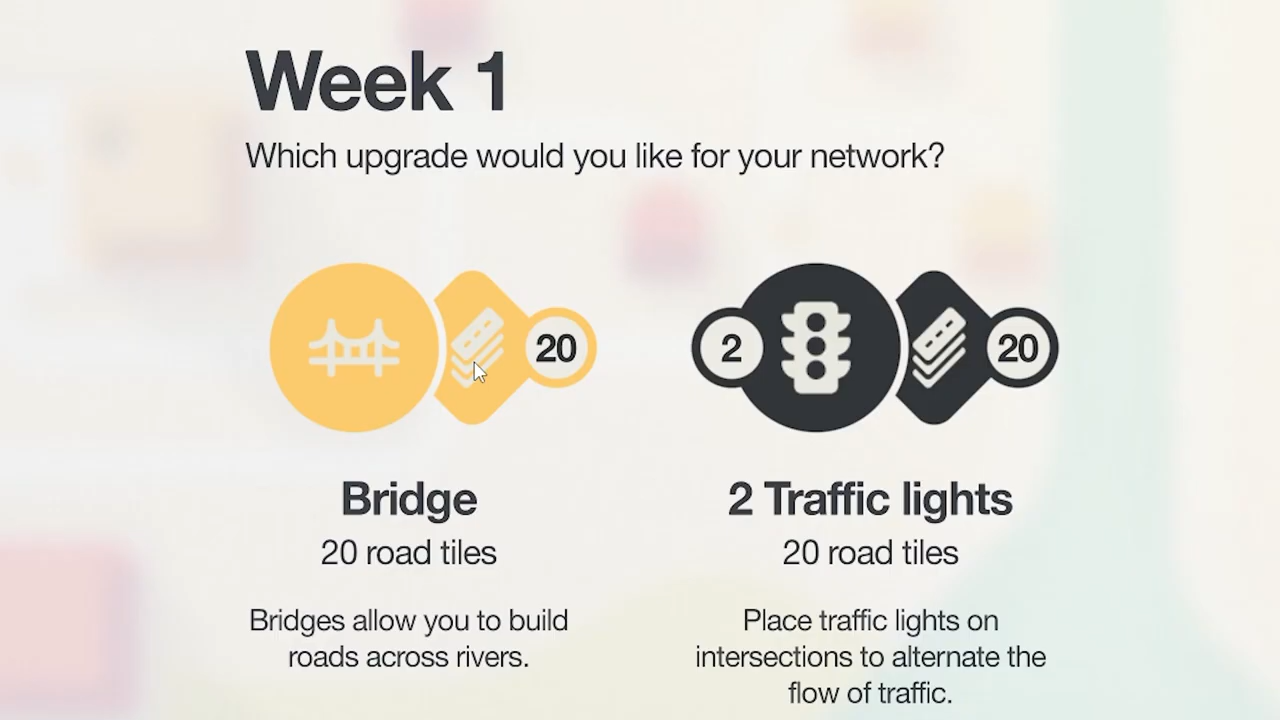 Week 1
Which upgrade would you like for your network?
20
2
20
Bridge
2 Traffic lights
20 road tiles
20 road tiles
Bridges allow you to build
roads across rivers.
Place traffic lights on
intersections to alternate the
flow of traffic.